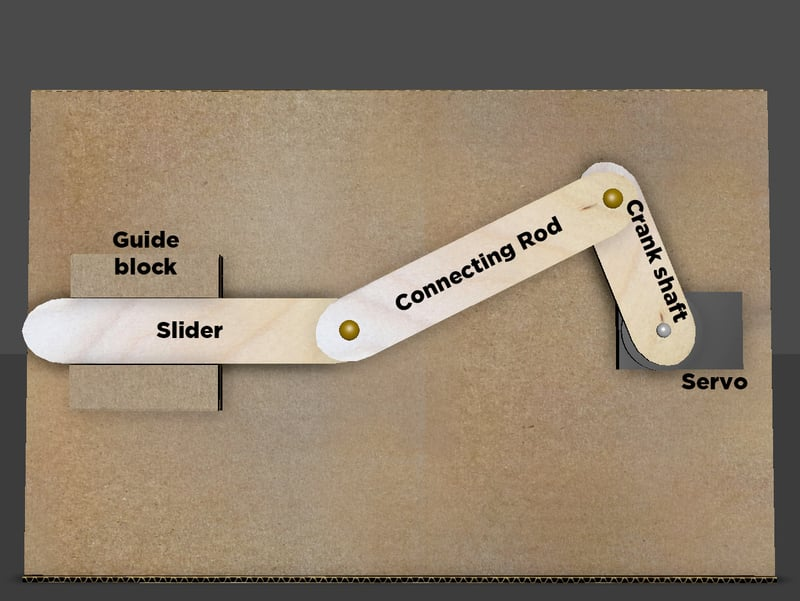 Guide
block
Slider
Connecting Rod
Crank shaft
Servo